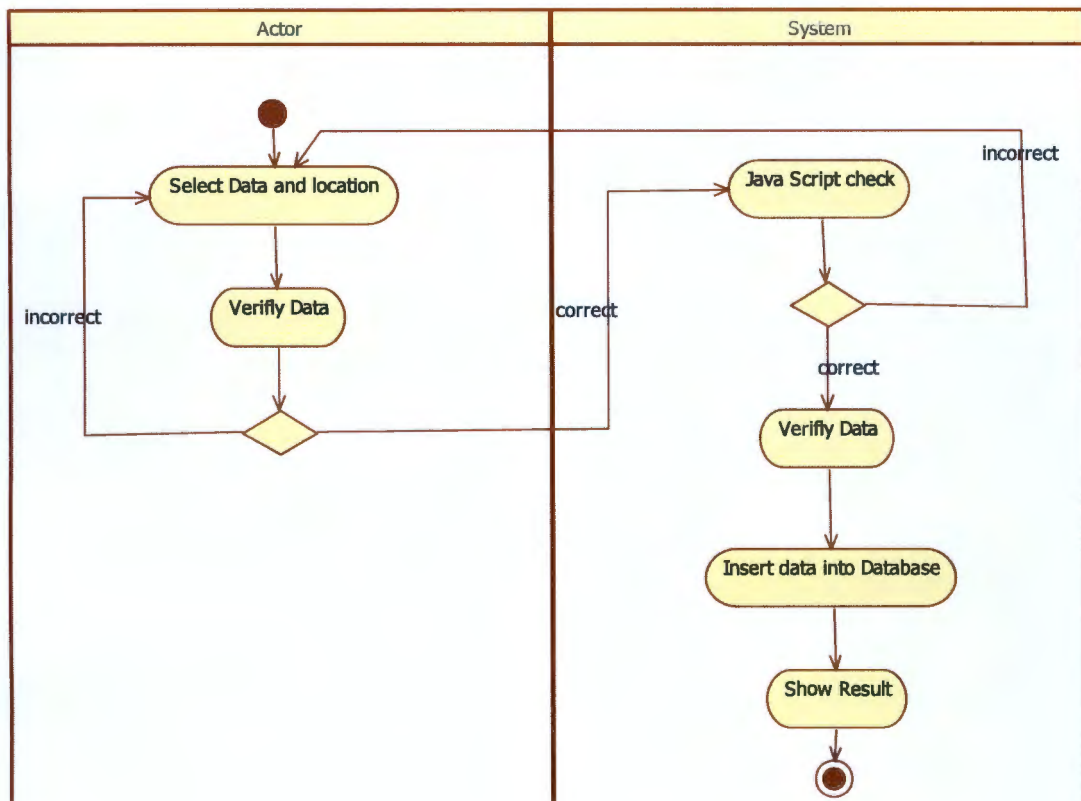 Actor
System
Select Data and location
Verifly Data
incorrect
correct
Java Script check
incorrect
correct
Verifly Data
Insert data into Database
Show Result